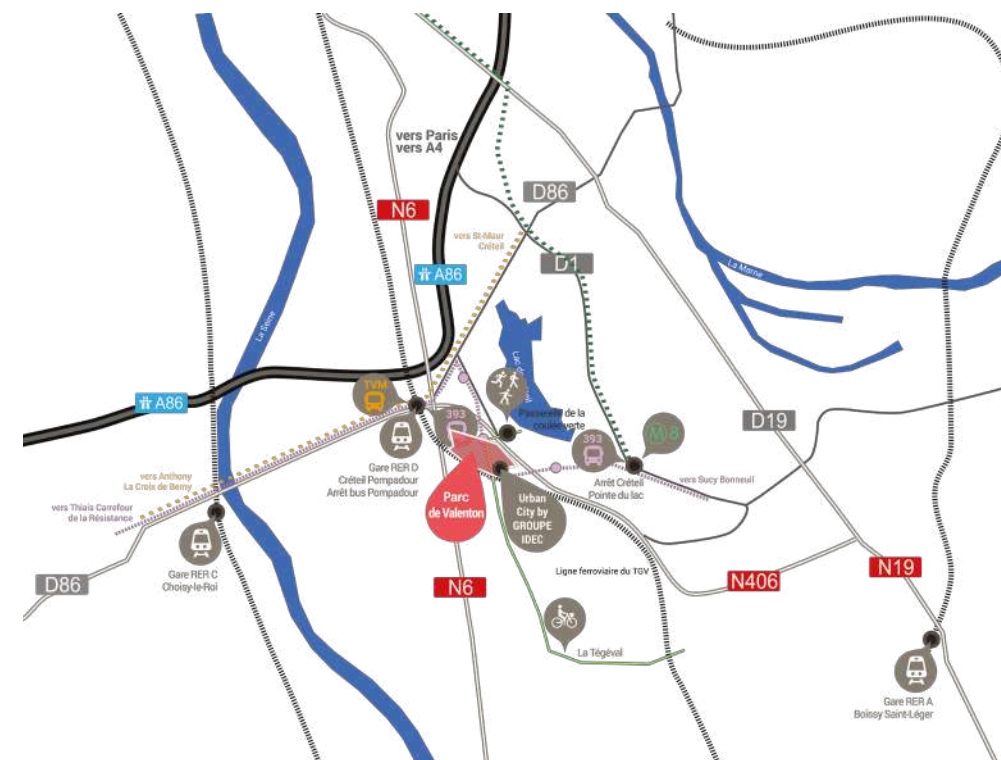 vers Paris
vers A4
D86
N6
vers St-Maur
Créteil
D1
A86
La Marne
La Seine
TVM
A86
393
Passerelle de la
coulée verte
393
M 8
D19
Gare RER D
Créteil Pompadour
Arrêt bus Pompadour
Arrêt Créteil
Pointe du lac
vers Sucy Bonneuil
vers Anthony
La Croix de Berny
vers Thiais Carrefour
de la Résistance
Parc
de Valenton
Urban
City by
GROUPE
IDEC
Gare RER C
Choisy-le-Roi
D86
N6
Ligne ferroviaire du TGV
N406
N19
La Tégéval
Gare RER A
Boissy Saint-Léger